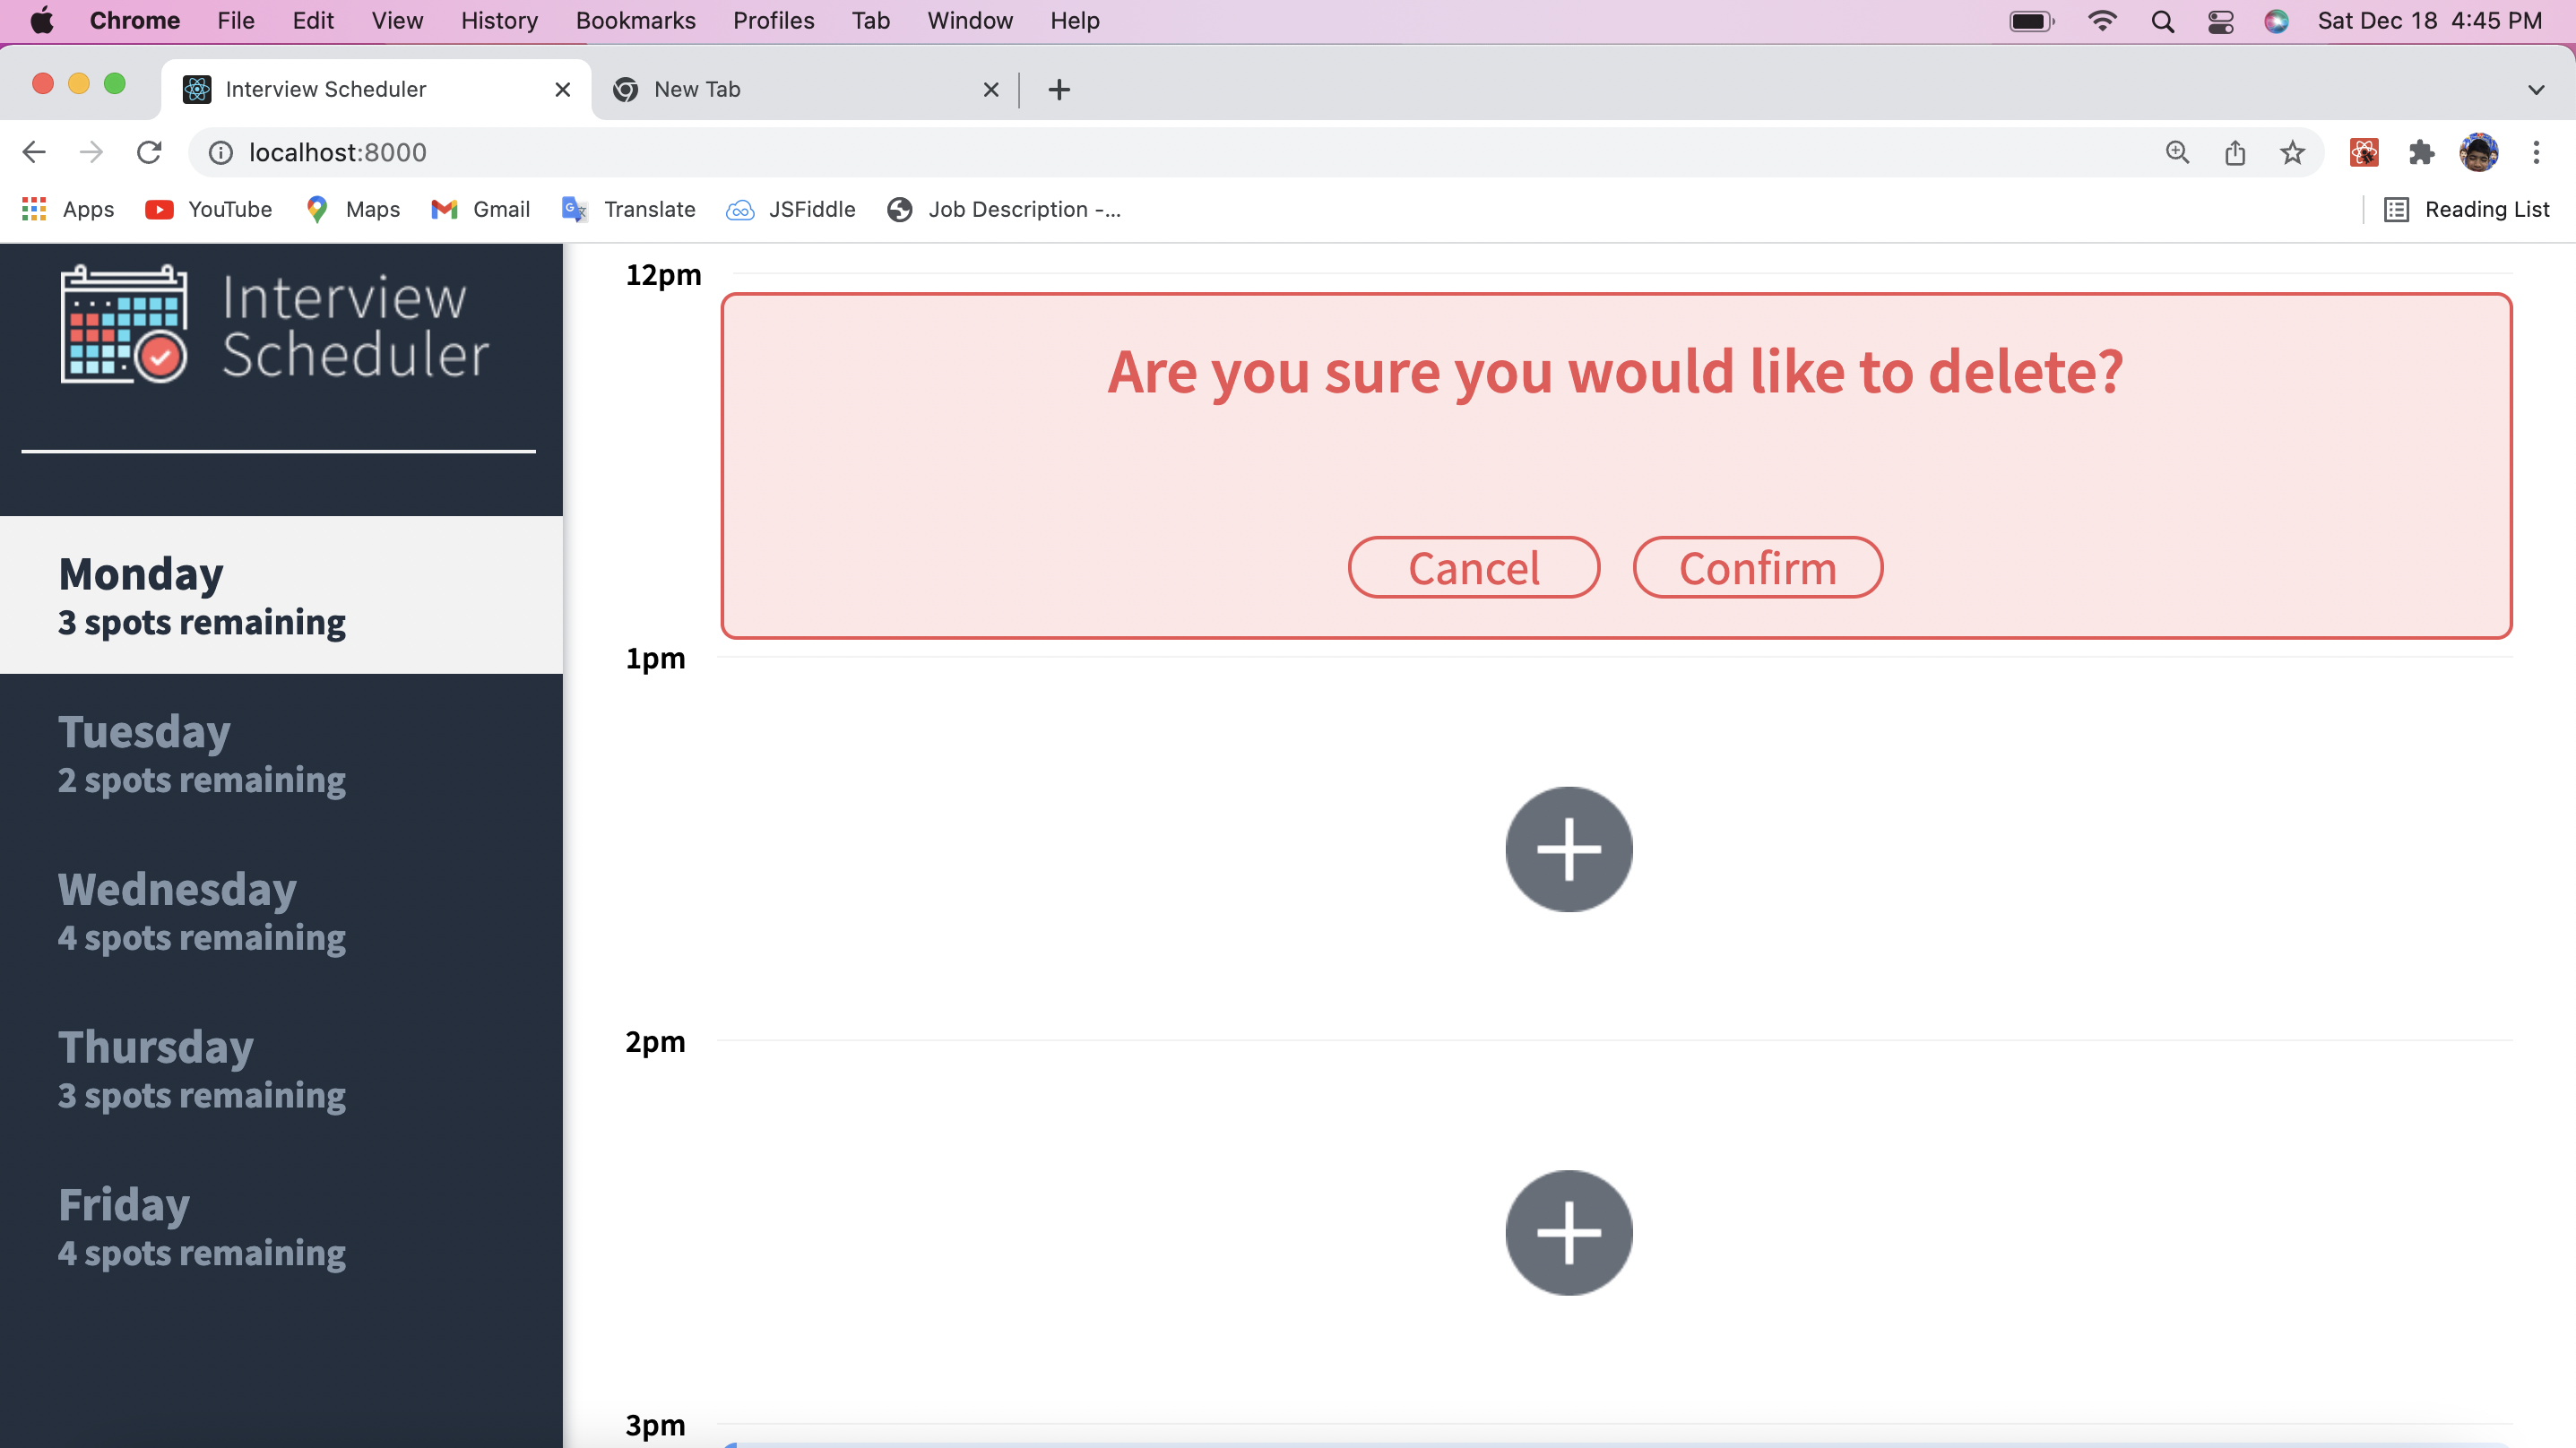 Chrome File Edit View History Bookmarks Profiles Tab Window Help Sat Dec 18 4:45 PM
Interview Scheduler New Tab
localhost:8000
Apps YouTube Maps Gmail Translate JSFiddle Job Description -... Reading List
Interview
Scheduler
Monday
3 spots remaining
Tuesday
2 spots remaining
Wednesday
4 spots remaining
Thursday
3 spots remaining
Friday
4 spots remaining
12pm
Are you sure you would like to delete?
Cancel Confirm
1pm
2pm
3pm